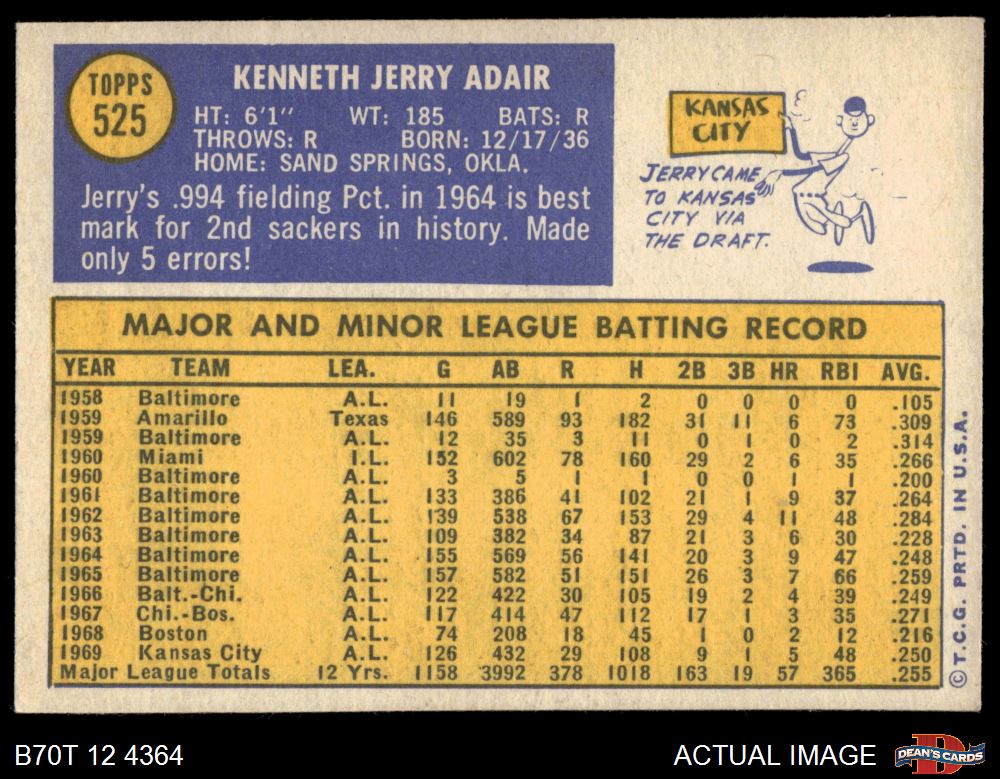 TOPPS
525
KENNETH JERRY ADAIR
HT: 6'1" WT: 185 BATS: R
THROWS: R BORN: 12/17/36
HOME: SAND SPRINGS, OKLA.
Jerry's .994 fielding Pct. in 1964 is best
mark for 2nd sackers in history. Made
only 5 errors!
KANSAS
CITY
JERRY CAME
TO KANSAS
CITY VIA
THE DRAFT.
MAJOR AND MINOR LEAGUE BATTING RECORD
YEAR TEAM LEA. G AB R H 2B 3B HR RBI AVG.
1958 Baltimore A.L. 11 19 1 2 0 0 0 0 .105
1959 Amarillo Texas 146 589 93 182 31 11 6 73 .309
1959 Baltimore A.L. 12 35 3 11 0 1 0 2 .314
1960 Miami I.L. 152 602 78 160 29 2 6 35 .266
1960 Baltimore A.L. 3 5 1 1 0 0 1 1 .200
1961 Baltimore A.L. 133 386 41 102 21 1 9 37 .264
1962 Baltimore A.L. 139 538 67 153 29 4 11 48 .284
1963 Baltimore A.L. 109 382 34 87 21 3 6 30 .228
1964 Baltimore A.L. 155 569 56 141 20 3 9 47 .248
1965 Baltimore A.L. 157 582 51 151 26 3 7 66 .259
1966 Balt.-Chi. A.L. 122 422 30 105 19 2 4 39 .249
1967 Chi.-Bos. A.L. 117 414 47 112 17 1 3 35 .271
1968 Boston A.L. 74 208 18 45 1 0 2 12 .216
1969 Kansas City A.L. 126 432 29 108 9 1 5 48 .250
Major League Totals 12 Yrs. 1158 3992 378 1018 163 19 57 365 .255
© T.C.G. PRTD. IN U.S.A.
B70T 12 4364
ACTUAL IMAGE
DEAN'S CARDS